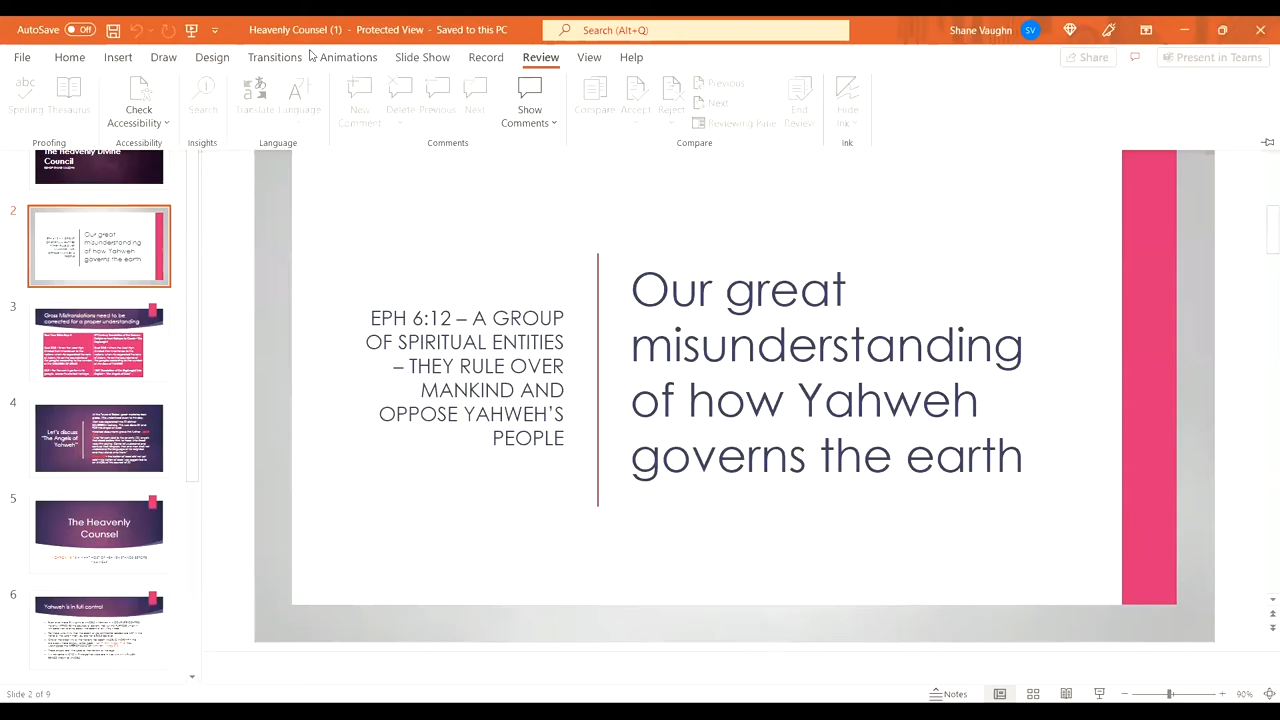 AutoSave Off
Heavenly Counsel (1) - Protected View - Saved to this PC
Search (Alt+Q)
Shane Vaughn SV
File Home Insert Draw Design Transitions Animations Slide Show Record Review View Help
Share Present in Teams
Spelling Thesaurus
Check Accessibility
Search
Translate Language
New Comment
Delete Previous Next
Show Comments
Compare Accept Reject
Previous
Next
Reviewing Pane
End Review
Hide Ink
Proofing Accessibility Insights Language Comments Compare Ink
The Heavenly Divine
Council
2
Our great
misunderstanding
of how Yahweh
governs the earth
3
Gross Mistranslations need to be
corrected for a proper understanding
4
Let's discuss
"The Angels of
Yahweh"
5
The Heavenly
Counsel
6
Yahweh is in full control
EPH 6:12 – A GROUP
OF SPIRITUAL ENTITIES
– THEY RULE OVER
MANKIND AND
OPPOSE YAHWEH'S
PEOPLE
Our great
misunderstanding
of how Yahweh
governs the earth
Slide 2 of 9
Notes
90%